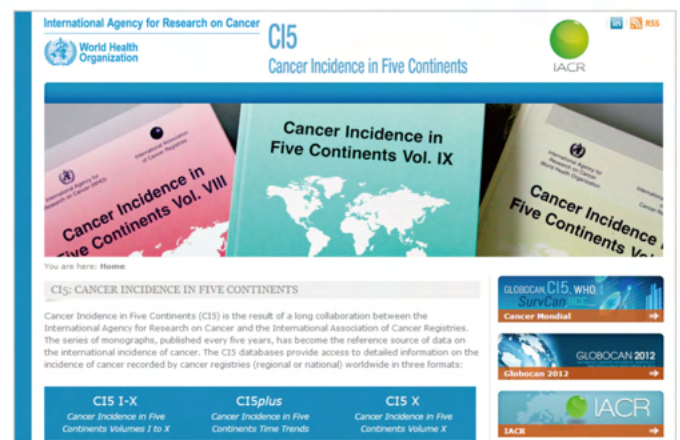 International Agency for Research on Cancer
World Health
Organization
CI5
Cancer Incidence in Five Continents
IACR
in
RSS
International Agency for
Research on Cancer (WHO)
International Association
of Cancer Registries
Cancer Incidence in
Five Continents Vol. VIII
Cancer Incidence in
Five Continents Vol. IX
International Agency for
Research on Cancer
World Health Organization
Cancer Incidence
Five Continents
You are here: Home
CI5: CANCER INCIDENCE IN FIVE CONTINENTS
Cancer Incidence in Five Continents (CI5) is the result of a long collaboration between the
International Agency for Research on Cancer and the International Association of Cancer Registries.
The series of monographs, published every five years, has become the reference source of data on
the international incidence of cancer. The CI5 databases provide access to detailed information on the
incidence of cancer recorded by cancer registries (regional or national) worldwide in three formats:
CI5 I-X
Cancer Incidence in Five
Continents Volumes I to X
CI5plus
Cancer Incidence in Five
Continents Time Trends
CI5 X
Cancer Incidence in Five
Continents Volume X
GLOBOCAN, CI5, WHO,
SurvCan
Cancer Mondial
GLOBOCAN 2012
Globocan 2012
IACR
IACR